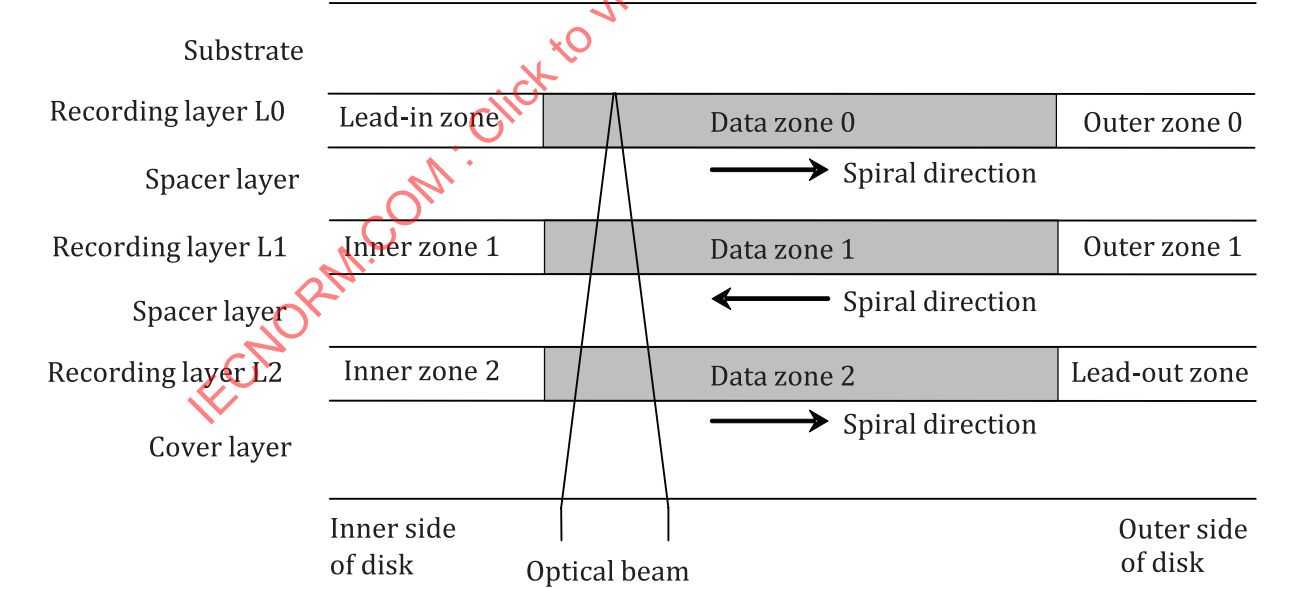 Substrate
Recording layer L0
Lead-in zone
Data zone 0
Outer zone 0
Spacer layer
Spiral direction
Recording layer L1
Inner zone 1
Data zone 1
Outer zone 1
Spacer layer
Spiral direction
Recording layer L2
Inner zone 2
Data zone 2
Lead-out zone
Cover layer
Spiral direction
Inner side
of disk
Optical beam
Outer side
of disk
IECNORM.COM : Click to